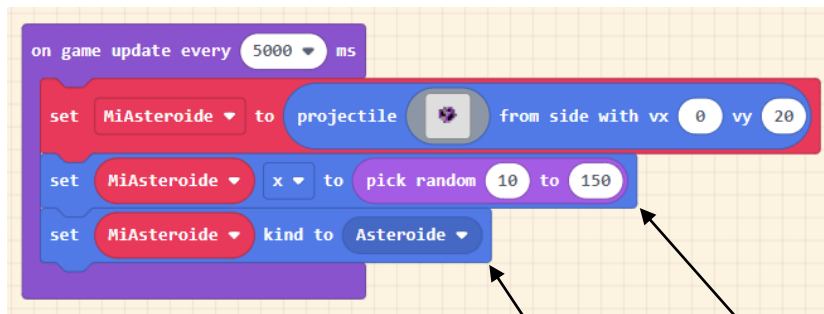 on game update every 5000 ms
set MiAsteroide to projectile from side with vx 0 vy 20
set MiAsteroide x to pick random 10 to 150
set MiAsteroide kind to Asteroide